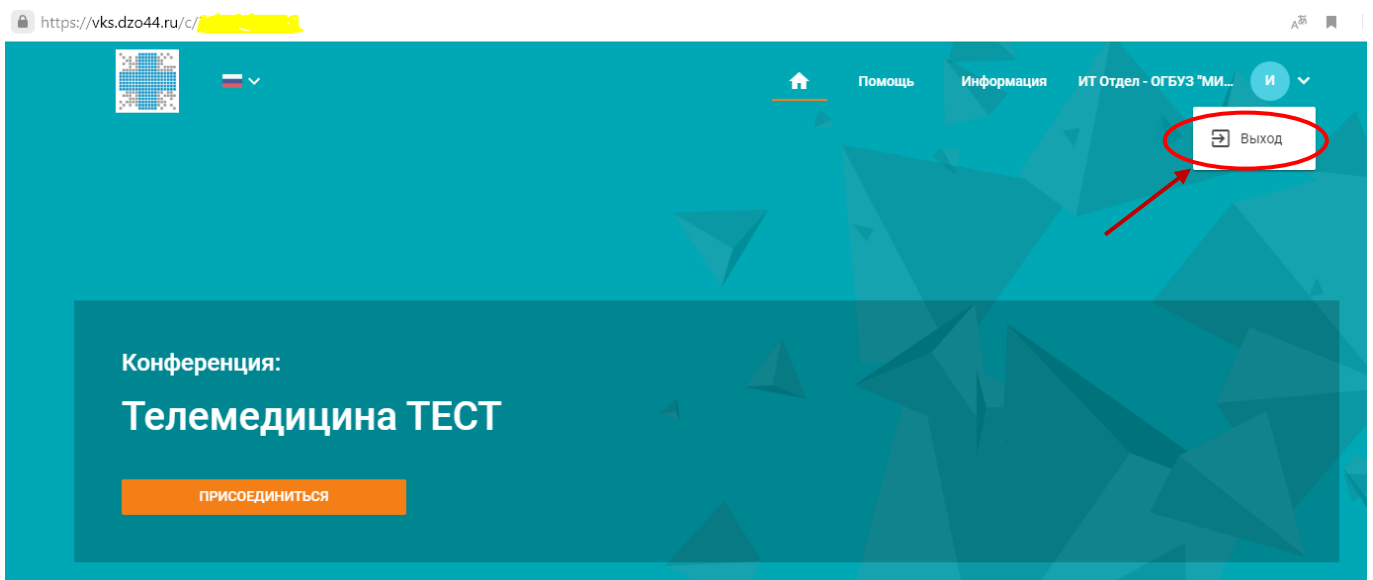 https://vks.dzo44.ru/c/
Помощь Информация ИТ Отдел - ОГБУЗ "МИ... И
Выход
Конференция:
Телемедицина ТЕСТ
ПРИСОЕДИНИТЬСЯ